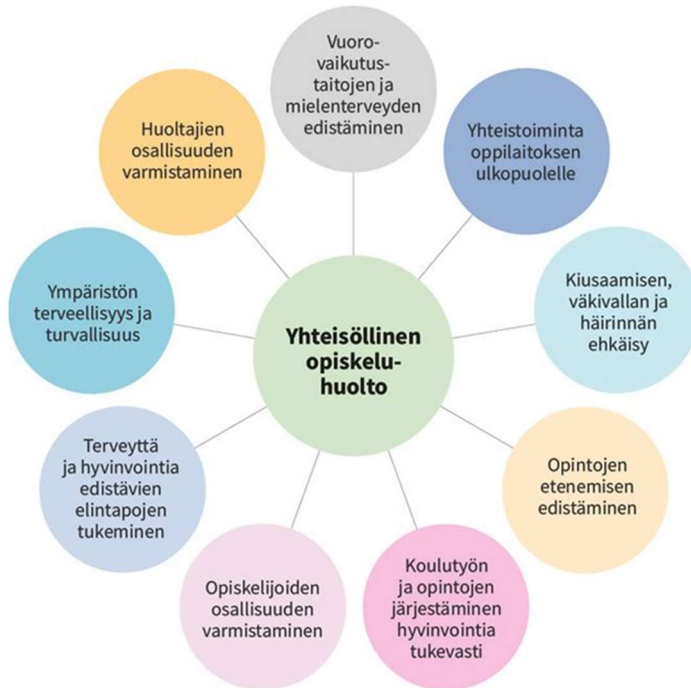 Vuoro-
vaikutus-
taitojen ja
mielenterveyden
edistäminen
Yhteistoiminta
oppilaitoksen
ulkopuolelle
Kiusaamisen,
väkivallan ja
häirinnän
ehkäisy
Opintojen
etenemisen
edistäminen
Koulutyön
ja opintojen
järjestäminen
hyvinvointia
tukevasti
Opiskelijoiden
osallisuuden
varmistaminen
Terveyttä
ja hyvinvointia
edistävien
elintapojen
tukeminen
Ympäristön
terveellisyys ja
turvallisuus
Huoltajien
osallisuuden
varmistaminen
Yhteisöllinen
opiskelu-
huolto